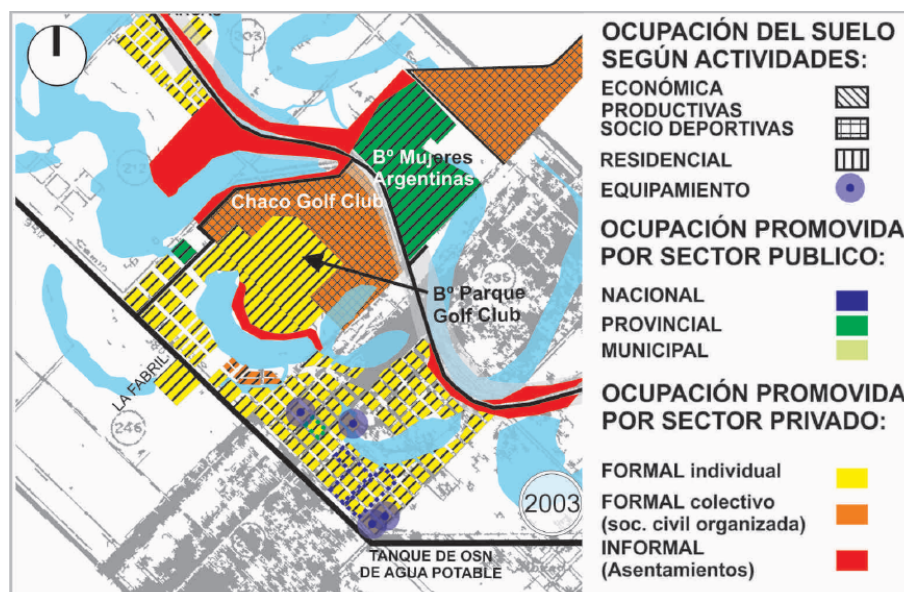 OCUPACIÓN DEL SUELO
SEGÚN ACTIVIDADES:
ECONÓMICA
PRODUCTIVAS
SOCIO DEPORTIVAS
RESIDENCIAL
EQUIPAMIENTO
OCUPACIÓN PROMOVIDA
POR SECTOR PUBLICO:
NACIONAL
PROVINCIAL
MUNICIPAL
OCUPACIÓN PROMOVIDA
POR SECTOR PRIVADO:
FORMAL individual
FORMAL colectivo
(soc. civil organizada)
INFORMAL
(Asentamientos)
203
Bº Mujeres
Argentinas
Chaco Golf Club
Bº Parque
Golf Club
LA FABRIL
246
2003
TANQUE DE OSN
DE AGUA POTABLE